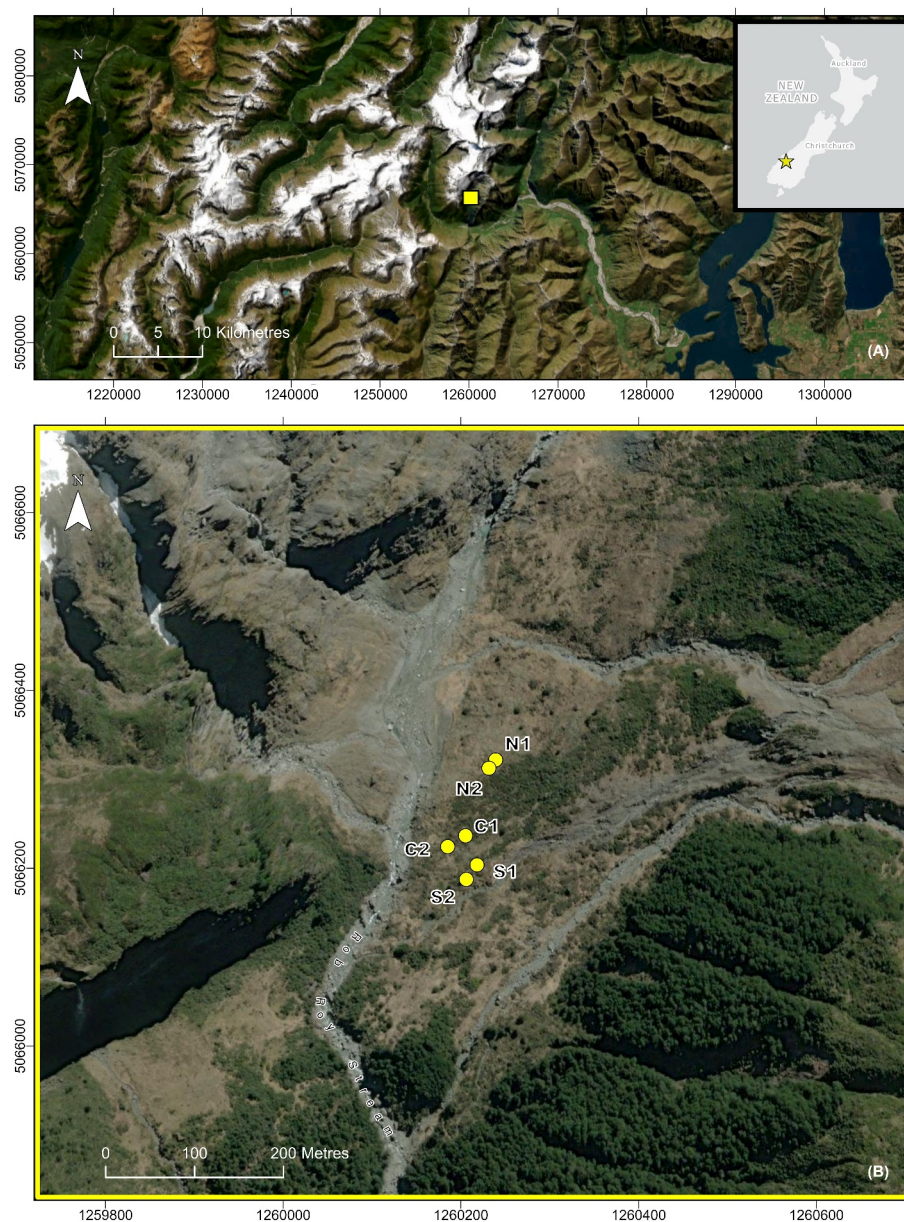 N
5080000
5070000
5060000
5050000
Auckland
NEW
ZEALAND
Christchurch
0 5 10 Kilometres
(A)
1220000 1230000 1240000 1250000 1260000 1270000 1280000 1290000 1300000
N
5066600
5066400
5066200
5066000
N1
N2
C1
C2
S1
S2
Rob Roy Stream
0 100 200 Metres
(B)
1259800 1260000 1260200 1260400 1260600